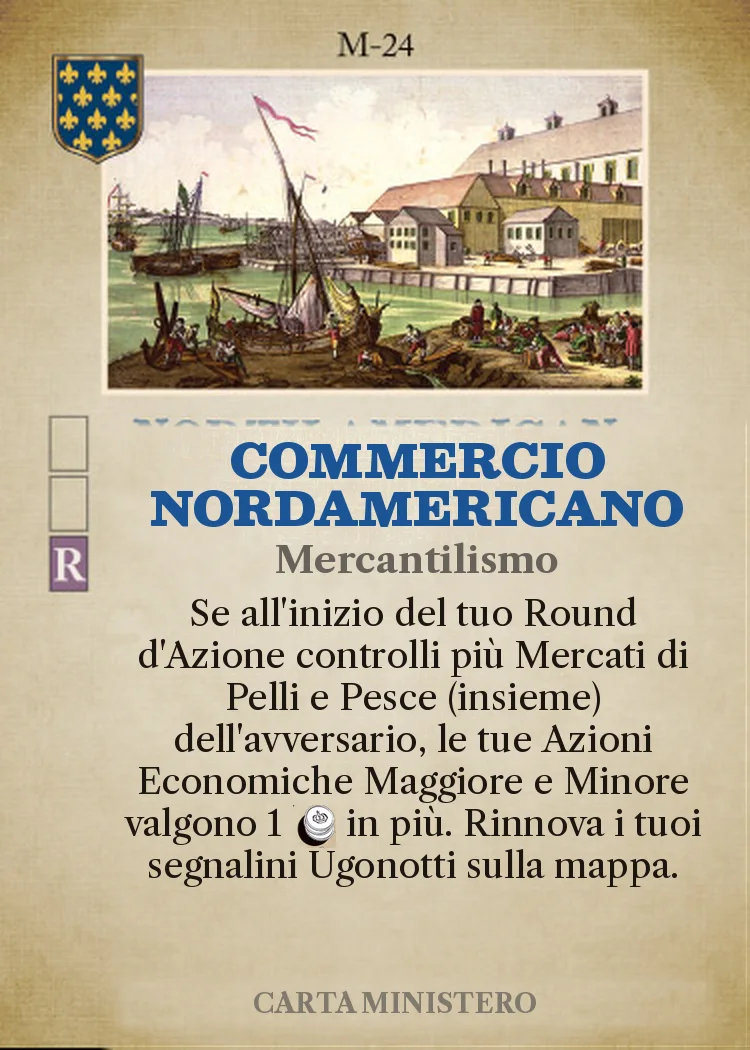 M-24
COMMERCIO
NORDAMERICANO
Mercantilismo
R
Se all'inizio del tuo Round
d'Azione controlli più Mercati di
Pelli e Pesce (insieme)
dell'avversario, le tue Azioni
Economiche Maggiore e Minore
valgono 1 in più. Rinnova i tuoi
segnalini Ugonotti sulla mappa.
CARTA MINISTERO